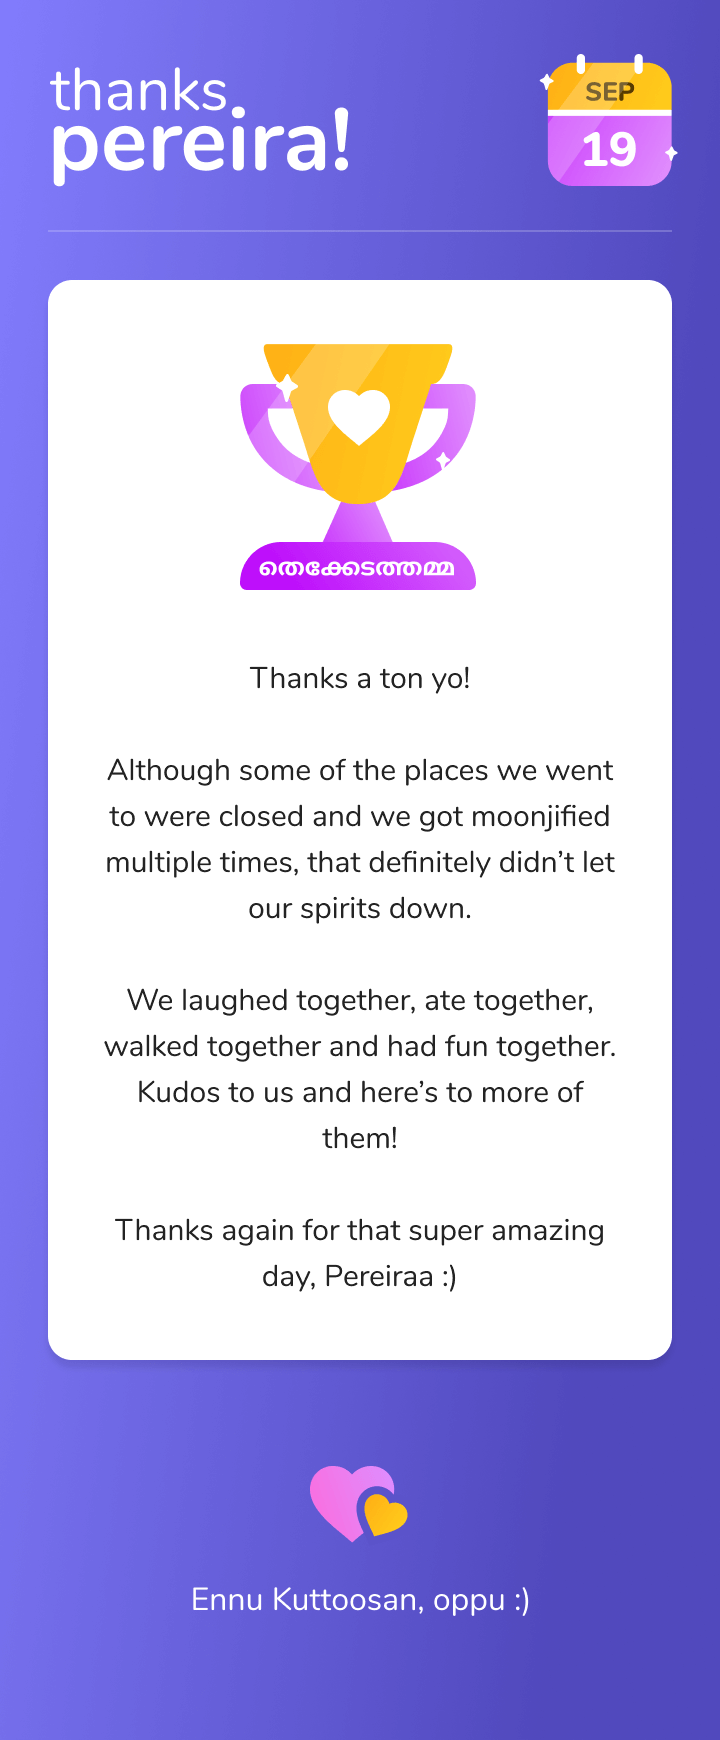 thanks
pereira!
SEP
19
തെക്കേടത്തമ്മ
Thanks a ton yo!
Although some of the places we went
to were closed and we got moonjified
multiple times, that definitely didn’t let
our spirits down.
We laughed together, ate together,
walked together and had fun together.
Kudos to us and here’s to more of
them!
Thanks again for that super amazing
day, Pereiraa :)
Ennu Kuttoosan, oppu :)